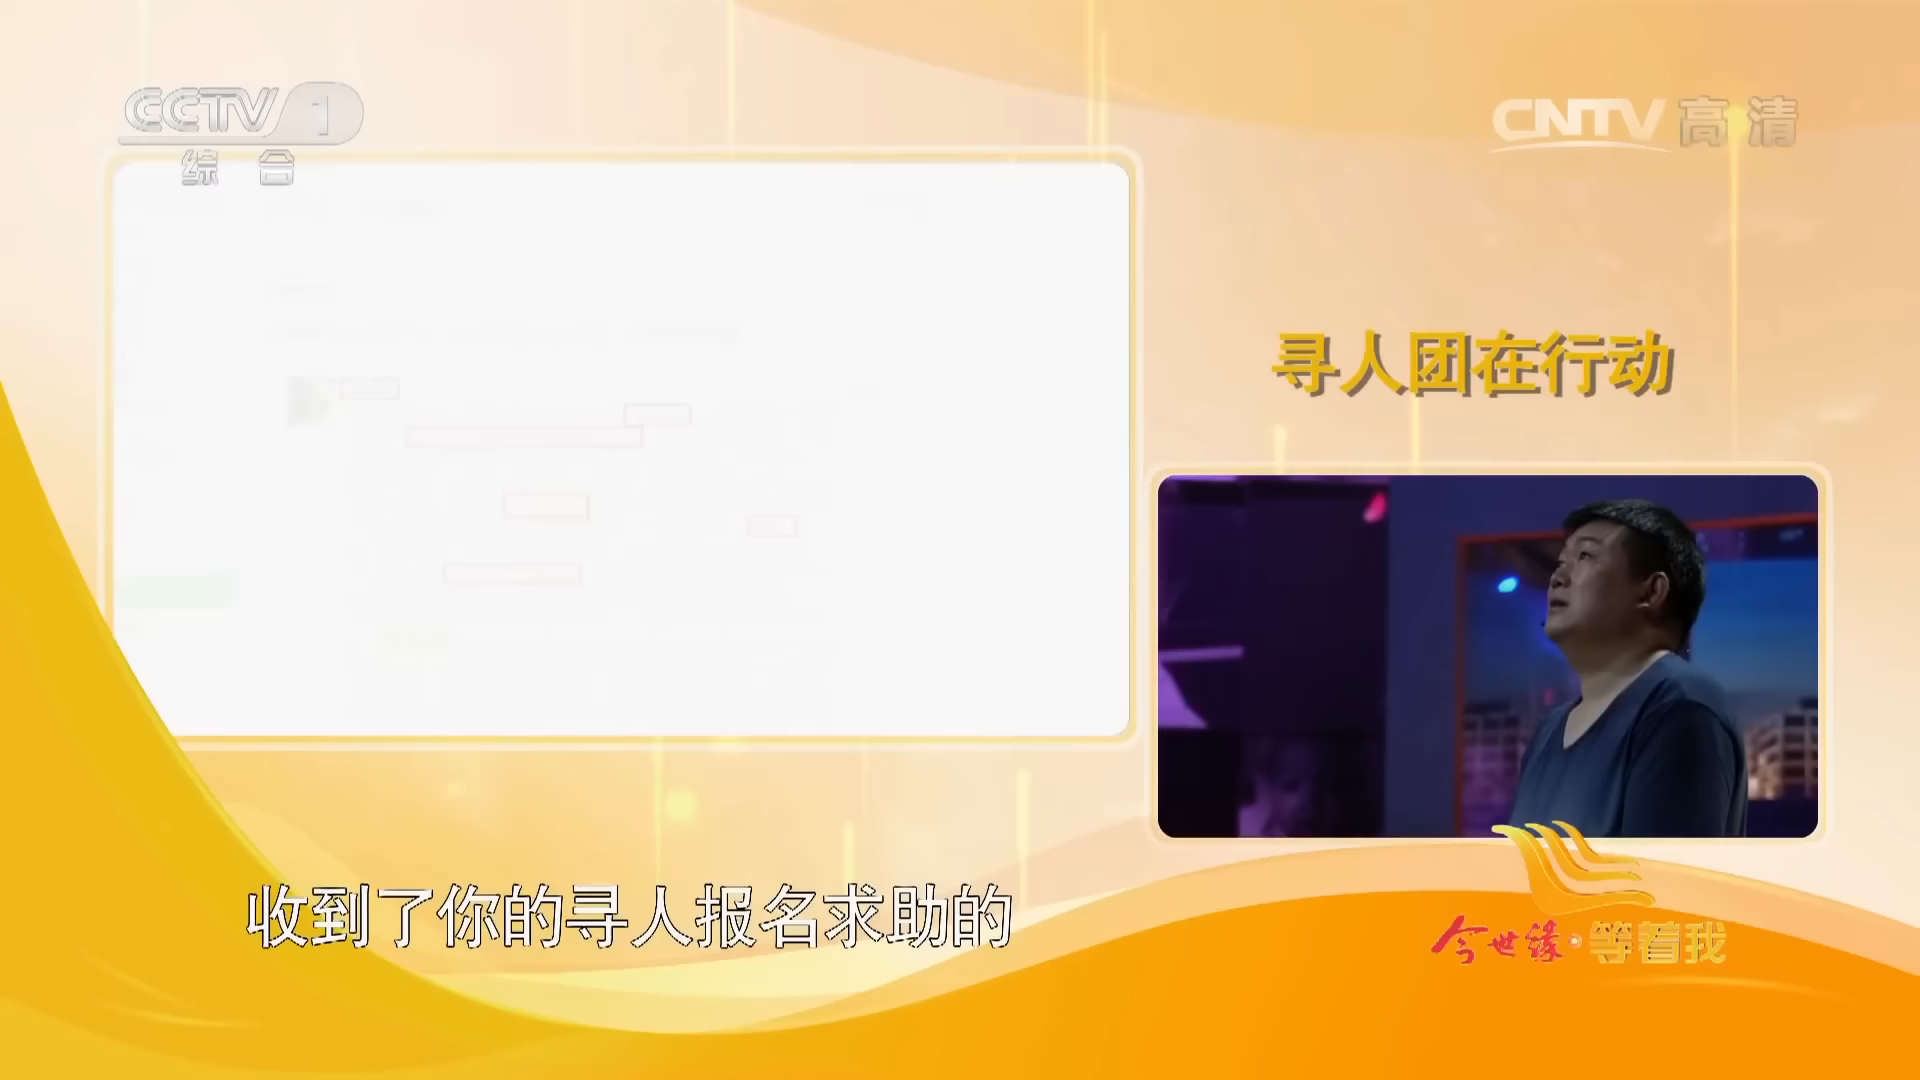 CCTV 1
综合
CNTV 高清
寻人团在行动
收到了你的寻人报名求助的
今世缘·等着我